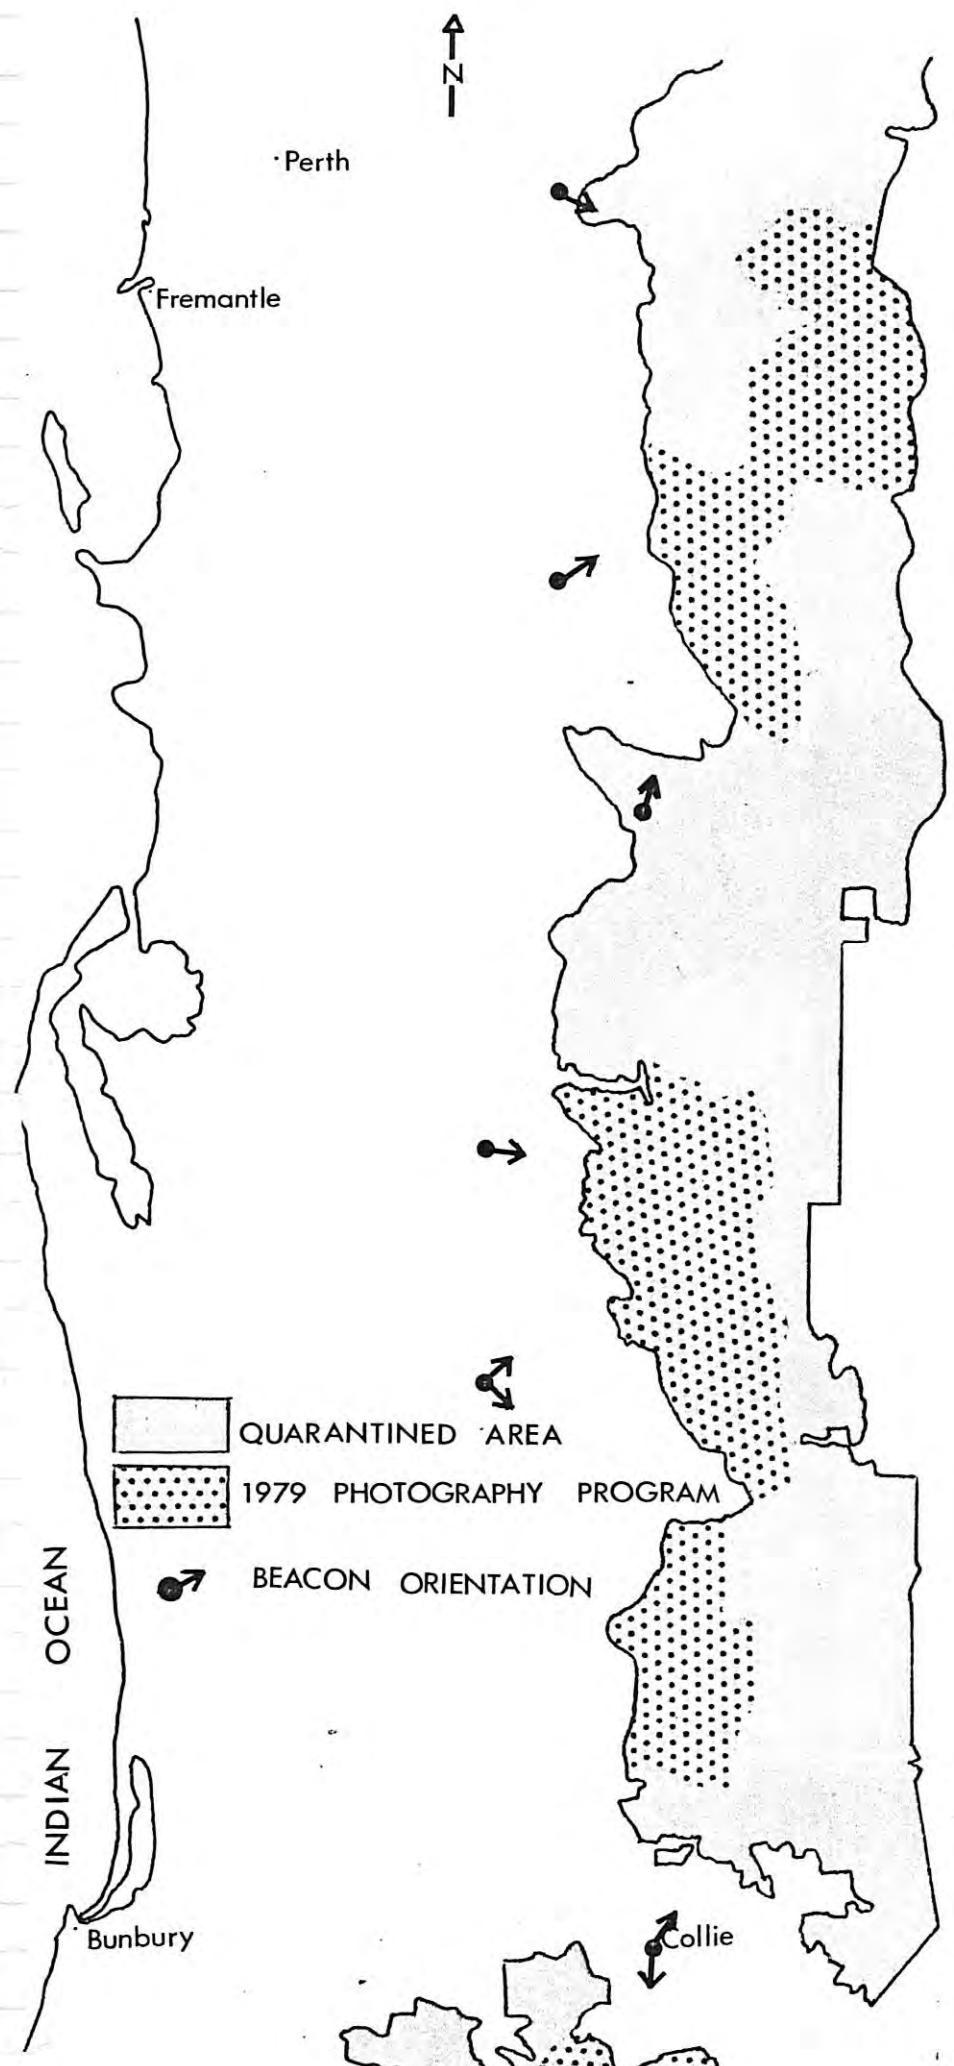 N
Perth
Fremantle
QUARANTINED AREA
1979 PHOTOGRAPHY PROGRAM
BEACON ORIENTATION
INDIAN OCEAN
Bunbury
Collie